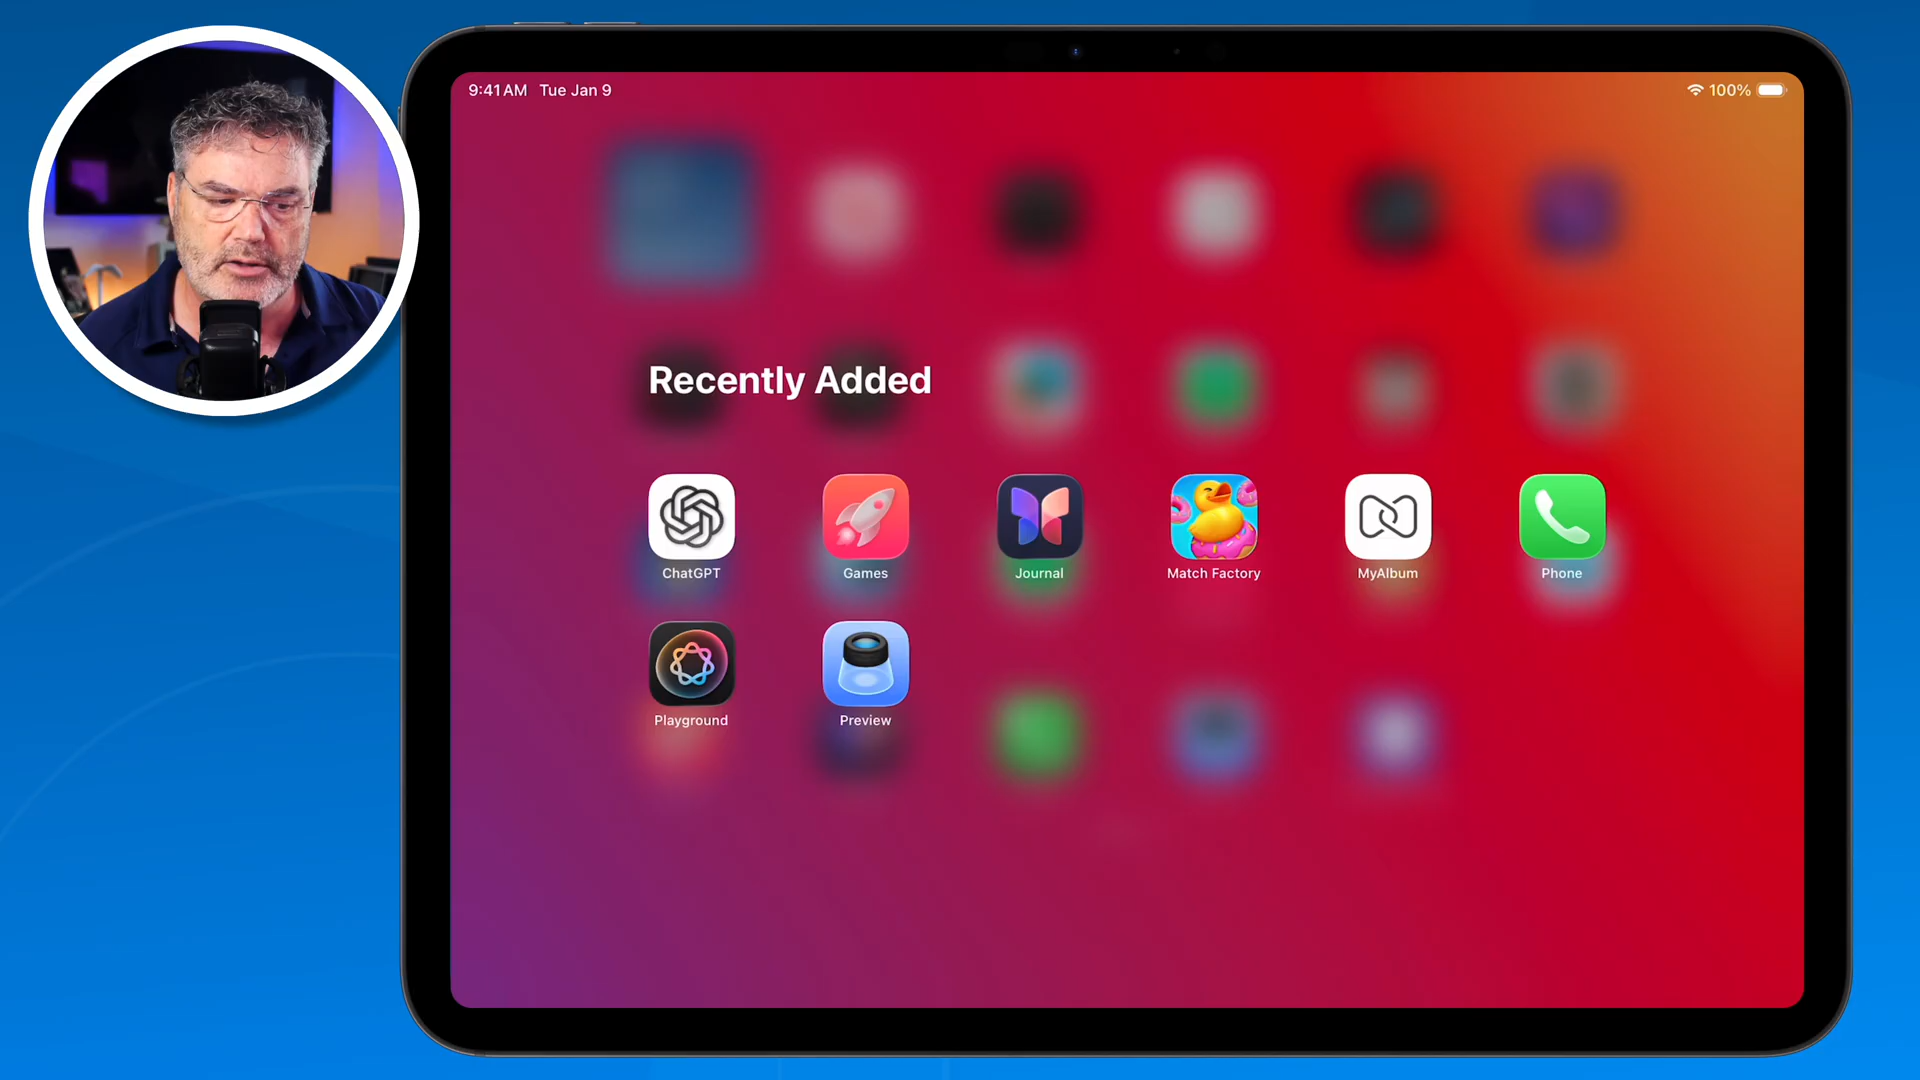 9:41 AM Tue Jan 9
100%
Recently Added
ChatGPT Games Journal Match Factory MyAlbum Phone
Playground Preview